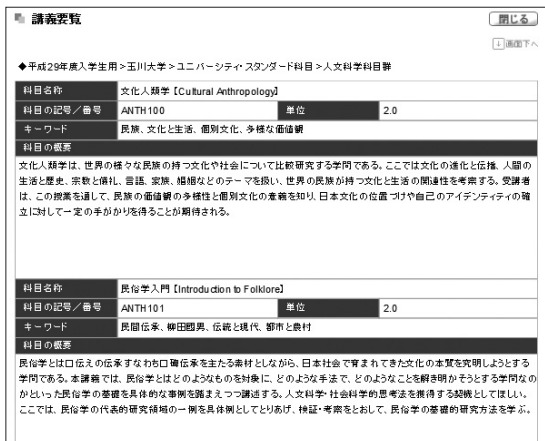 講義要覧
閉じる
↓画面下へ
◆平成29年度入学生用>玉川大学>ユニバーシティ・スタンダード科目>人文科学科目群
科目名称 文化人類学【Cultural Anthropology】
科目の記号／番号 ANTH100 単位 2.0
キーワード 民族、文化と生活、個別文化、多様な価値観
科目の概要
文化人類学は、世界の様々な民族の持つ文化や社会について比較研究する学問である。ここでは文化の進化と伝播、人間の
生活と歴史、宗教と儀礼、言語、家族、婚姻などのテーマを扱い、世界の民族が持つ文化と生活の関連性を考察する。受講者
は、この授業を通して、民族の価値観の多様性と個別文化の意義を知り、日本文化の位置づけや自己のアイデンティティの確
立に対して一定の手がかりを得ることが期待される。
科目名称 民俗学入門【Introduction to Folklore】
科目の記号／番号 ANTH101 単位 2.0
キーワード 民間伝承、柳田國男、伝統と現代、都市と農村
科目の概要
民俗学とは口伝えの伝承すなわち口碑伝承を主たる素材としながら、日本社会で育まれてきた文化の本質を究明しようとする
学問である。本講義では、民俗学とはどのようなものを対象に、どのような手法で、どのようなことを解き明かそうとする学問なの
かといった民俗学の基礎を具体的な事例を踏まえつつ講述する。人文科学・社会科学的思考法を獲得する契機としてほしい。
ここでは、民俗学の代表的研究領域の一例を具体例としてとりあげ、検証・考察をとおして、民俗学の基礎的研究方法を学ぶ。